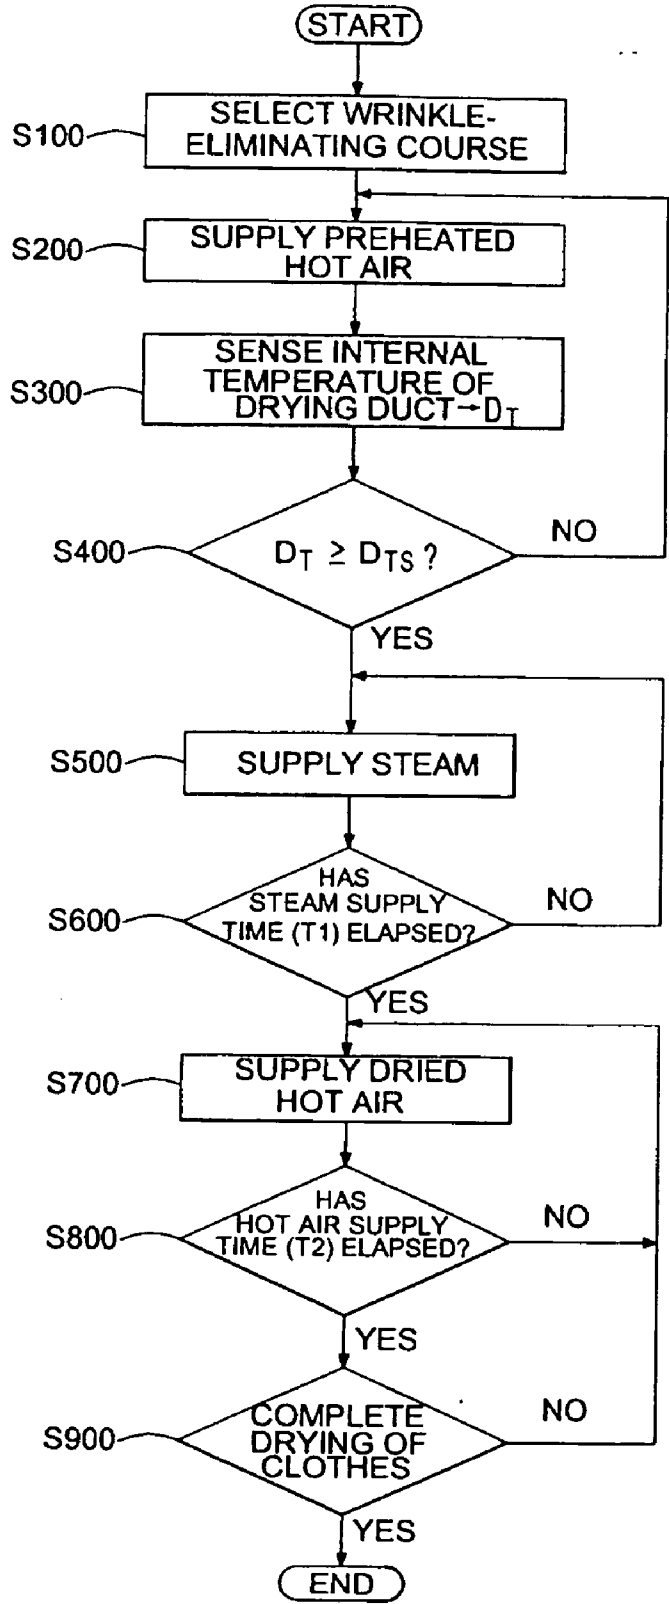 START
SELECT WRINKLE-
ELIMINATING COURSE
S100
SUPPLY PREHEATED
HOT AIR
S200
SENSE INTERNAL
TEMPERATURE OF
DRYING DUCT→DT
S300
DT ≥ DTS ?
S400
NO
YES
SUPPLY STEAM
S500
HAS
STEAM SUPPLY
TIME (T1) ELAPSED?
S600
NO
YES
SUPPLY DRIED
HOT AIR
S700
HAS
HOT AIR SUPPLY
TIME (T2) ELAPSED?
S800
NO
YES
COMPLETE
DRYING OF
CLOTHES
S900
NO
YES
END